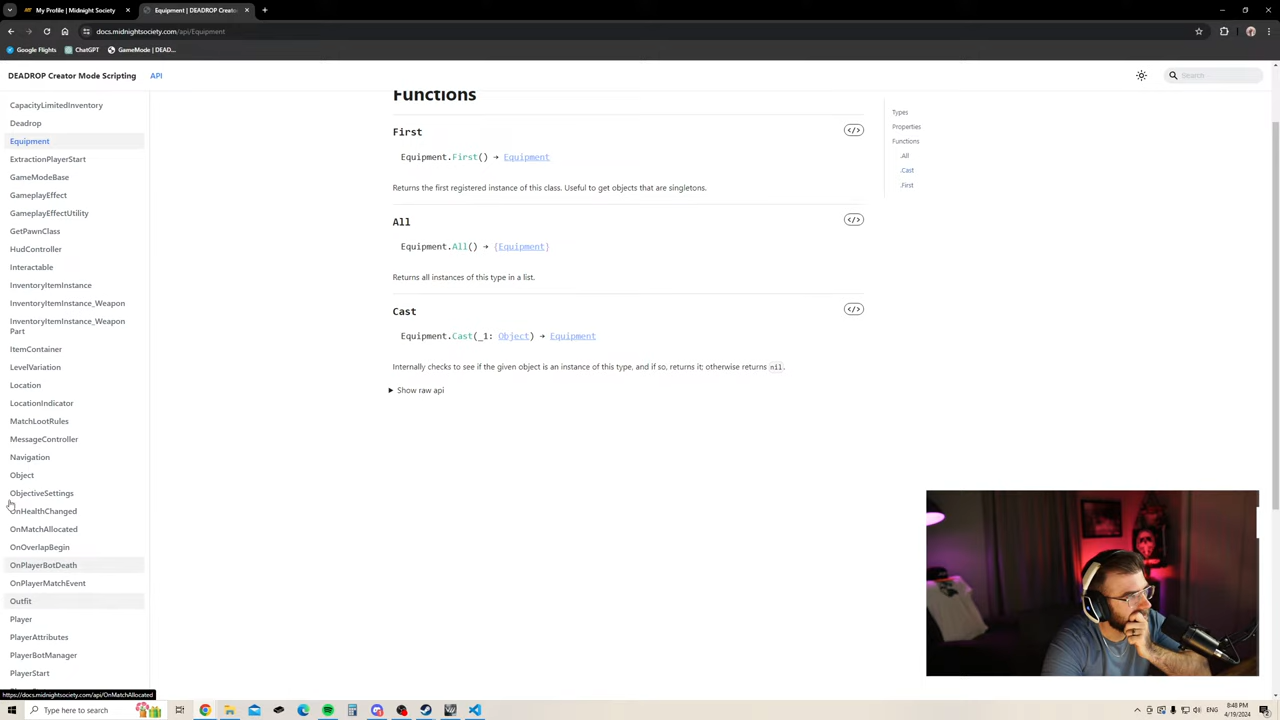 My Profile | Midnight Society
Equipment | DEADROP Creator
docs.midnightsociety.com/api/Equipment
Google Flights
ChatGPT
GameMode | DEAD...
DEADROP Creator Mode Scripting
API
Search
CapacityLimitedInventory
Deadrop
Equipment
ExtractionPlayerStart
GameModeBase
GameplayEffect
GameplayEffectUtility
GetPawnClass
HudController
Interactable
InventoryItemInstance
InventoryItemInstance_Weapon
InventoryItemInstance_Weapon
Part
ItemContainer
LevelVariation
Location
LocationIndicator
MatchLootRules
MessageController
Navigation
Object
ObjectiveSettings
OnHealthChanged
OnMatchAllocated
OnOverlapBegin
OnPlayerBotDeath
OnPlayerMatchEvent
Outfit
Player
PlayerAttributes
PlayerBotManager
PlayerStart
https://docs.midnightsociety.com/api/OnMatchAllocated
Functions
First
</>
Equipment.First() → Equipment
Returns the first registered instance of this class. Useful to get objects that are singletons.
All
</>
Equipment.All() → {Equipment}
Returns all instances of this type in a list.
Cast
</>
Equipment.Cast(_1: Object) → Equipment
Internally checks to see if the given object is an instance of this type, and if so, returns it; otherwise returns nil.
Show raw api
Types
Properties
Functions
.All
.Cast
.First
Type here to search
ENG
8:48 PM
4/19/2024